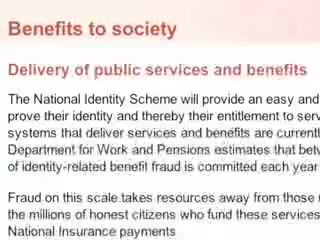 Benefits to society
Delivery of public services and benefits
The National Identity Scheme will provide an easy and
prove their identity and thereby their entitlement to serv
systems that deliver services and benefits are current
Department for Work and Pensions estimates that betw
of identity-related benefit fraud is committed each year
Fraud on this scale takes resources away from those
the millions of honest citizens who fund these services
National Insurance payments